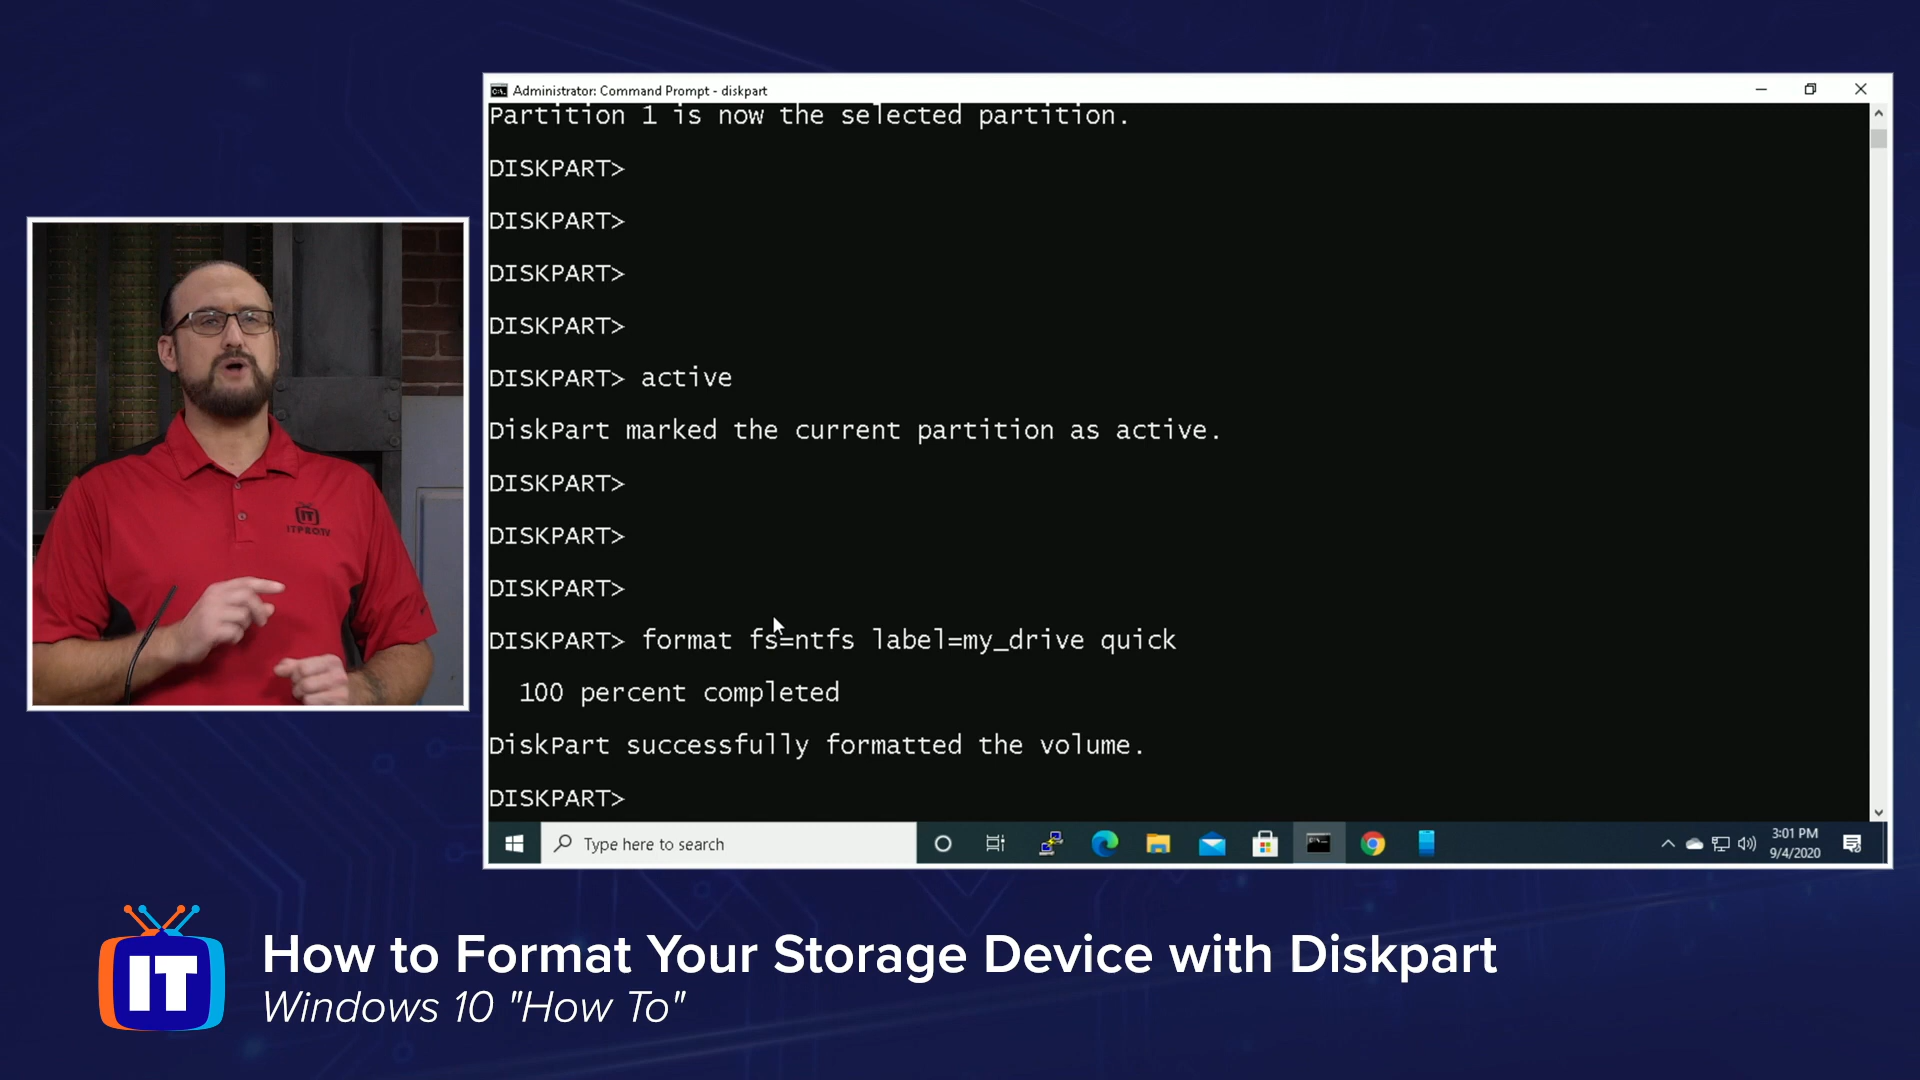 Administrator: Command Prompt - diskpart
Partition 1 is now the selected partition.
DISKPART>
DISKPART>
DISKPART>
DISKPART>
DISKPART> active
DiskPart marked the current partition as active.
DISKPART>
DISKPART>
DISKPART>
DISKPART> format fs=ntfs label=my_drive quick
100 percent completed
DiskPart successfully formatted the volume.
DISKPART>
Type here to search
3:01 PM
9/4/2020
IT
ITPROTV
IT
How to Format Your Storage Device with Diskpart
Windows 10 "How To"